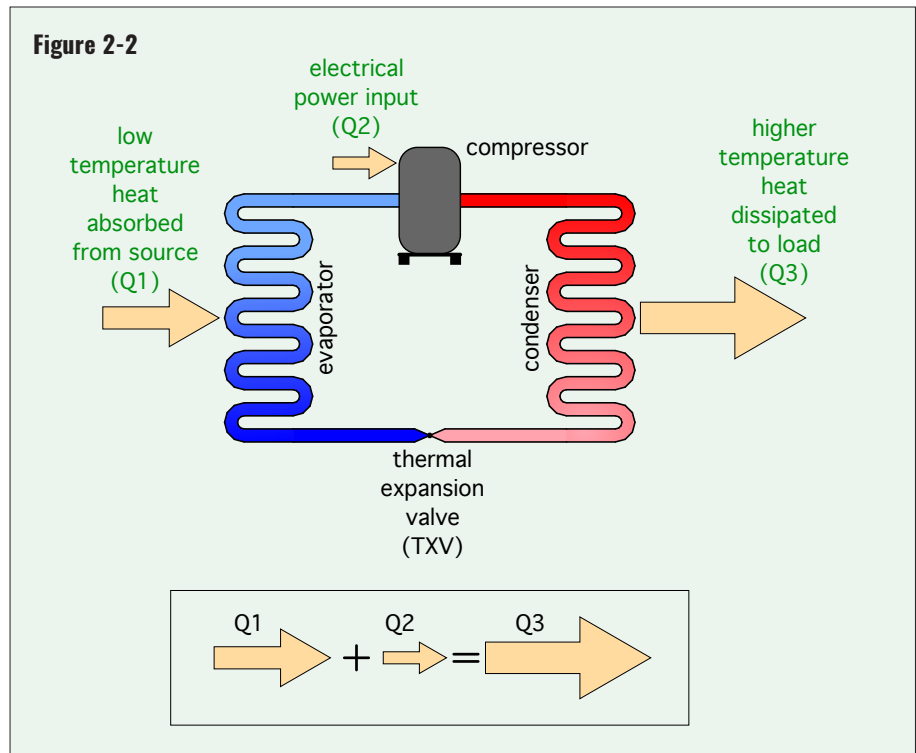 Figure 2-2
electrical
power input
(Q2)
compressor
low
temperature
heat
absorbed
from source
(Q1)
higher
temperature
heat
dissipated
to load
(Q3)
evaporator
condenser
thermal
expansion
valve
(TXV)
Q1 + Q2 = Q3